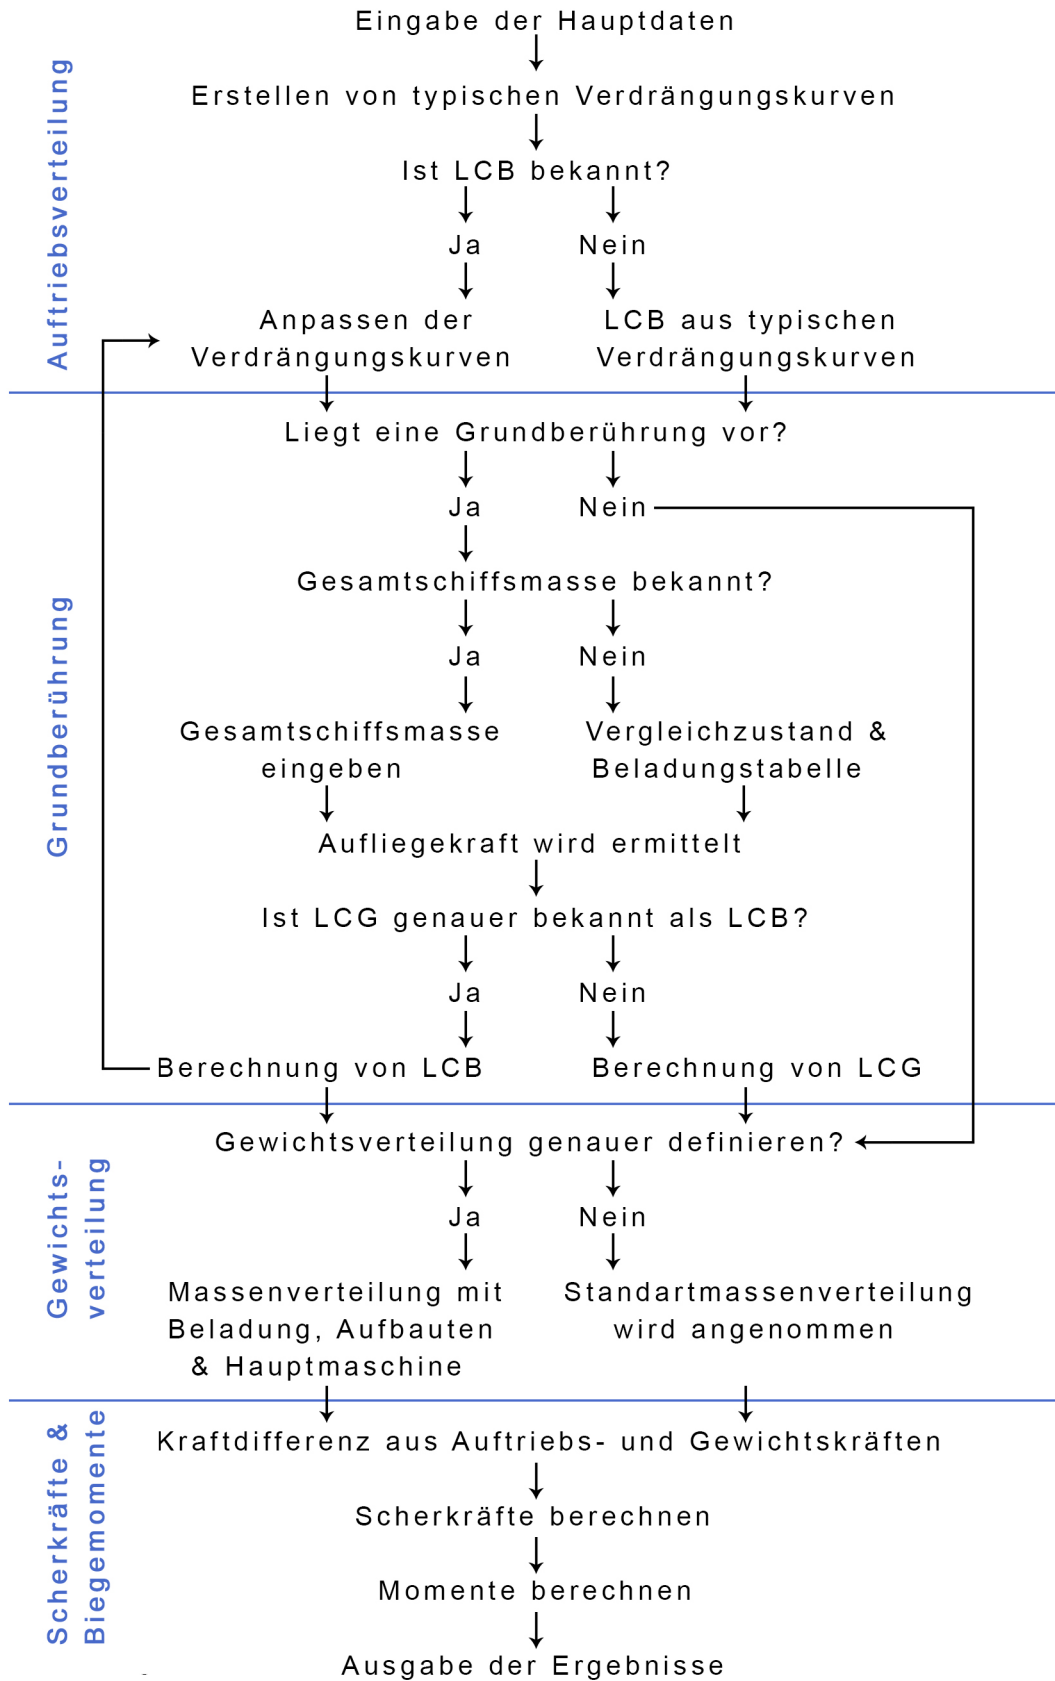 Eingabe der Hauptdaten
Auftriebsverteilung
Erstellen von typischen Verdrängungskurven
Ist LCB bekannt?
Ja
Nein
Anpassen der
Verdrängungskurven
LCB aus typischen
Verdrängungskurven
Grundberührung
Liegt eine Grundberührung vor?
Ja
Nein
Gesamtschiffsmasse bekannt?
Ja
Nein
Gesamtschiffsmasse
eingeben
Vergleichzustand &
Beladungstabelle
Aufliegekraft wird ermittelt
Ist LCG genauer bekannt als LCB?
Ja
Nein
Berechnung von LCB
Berechnung von LCG
Gewichts-
verteilung
Gewichtsverteilung genauer definieren?
Ja
Nein
Massenverteilung mit
Beladung, Aufbauten
& Hauptmaschine
Standartmassenverteilung
wird angenommen
Scherkräfte &
Biegemomente
Kraftdifferenz aus Auftriebs- und Gewichtskräften
Scherkräfte berechnen
Momente berechnen
Ausgabe der Ergebnisse